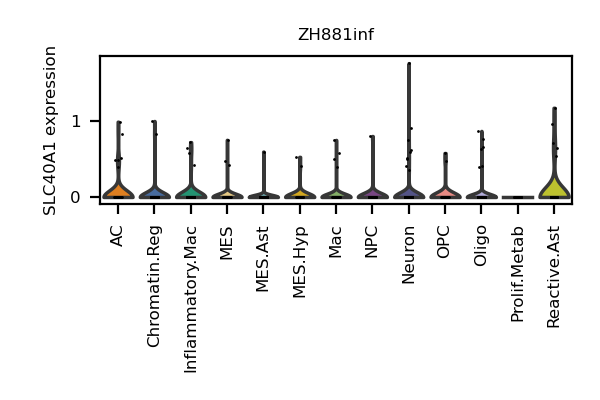 ZH881inf
SLC40A1 expression
1
0
AC
Chromatin.Reg
Inflammatory.Mac
MES
MES.Ast
MES.Hyp
Mac
NPC
Neuron
OPC
Oligo
Prolif.Metab
Reactive.Ast